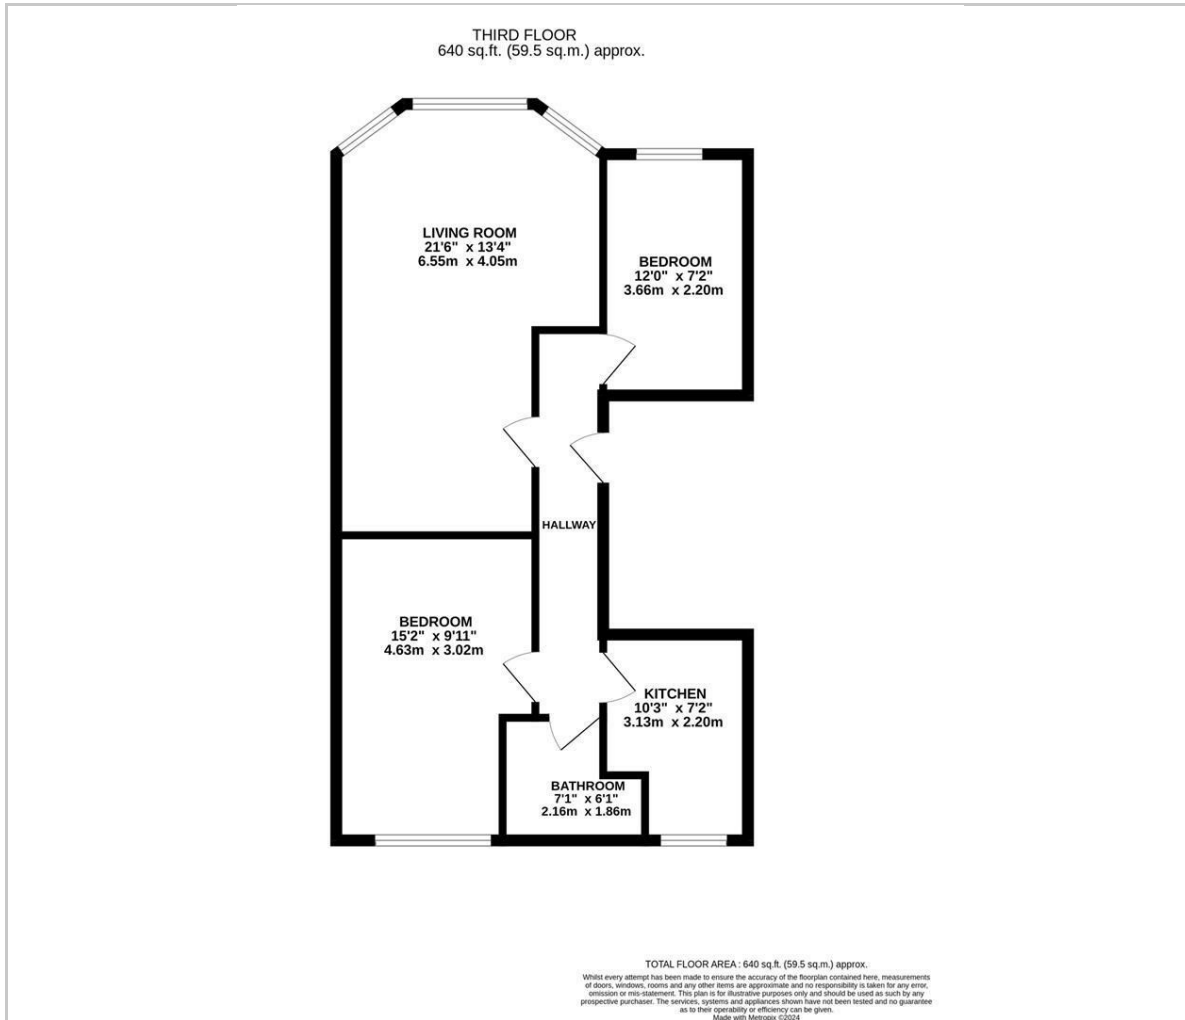 THIRD FLOOR
640 sq.ft. (59.5 sq.m.) approx.
LIVING ROOM
21'6" x 13'4"
6.55m x 4.05m
BEDROOM
12'0" x 7'2"
3.66m x 2.20m
HALLWAY
BEDROOM
15'2" x 9'11"
4.63m x 3.02m
KITCHEN
10'3" x 7'2"
3.13m x 2.20m
BATHROOM
7'1" x 6'1"
2.16m x 1.86m
TOTAL FLOOR AREA : 640 sq.ft. (59.5 sq.m.) approx.
Whilst every attempt has been made to ensure the accuracy of the floorplan contained here, measurements
of doors, windows, rooms and any other items are approximate and no responsibility is taken for any error,
omission or mis-statement. This plan is for illustrative purposes only and should be used as such by any
prospective purchaser. The services, systems and appliances shown have not been tested and no guarantee
as to their operability or efficiency can be given.
Made with Metropix ©2024